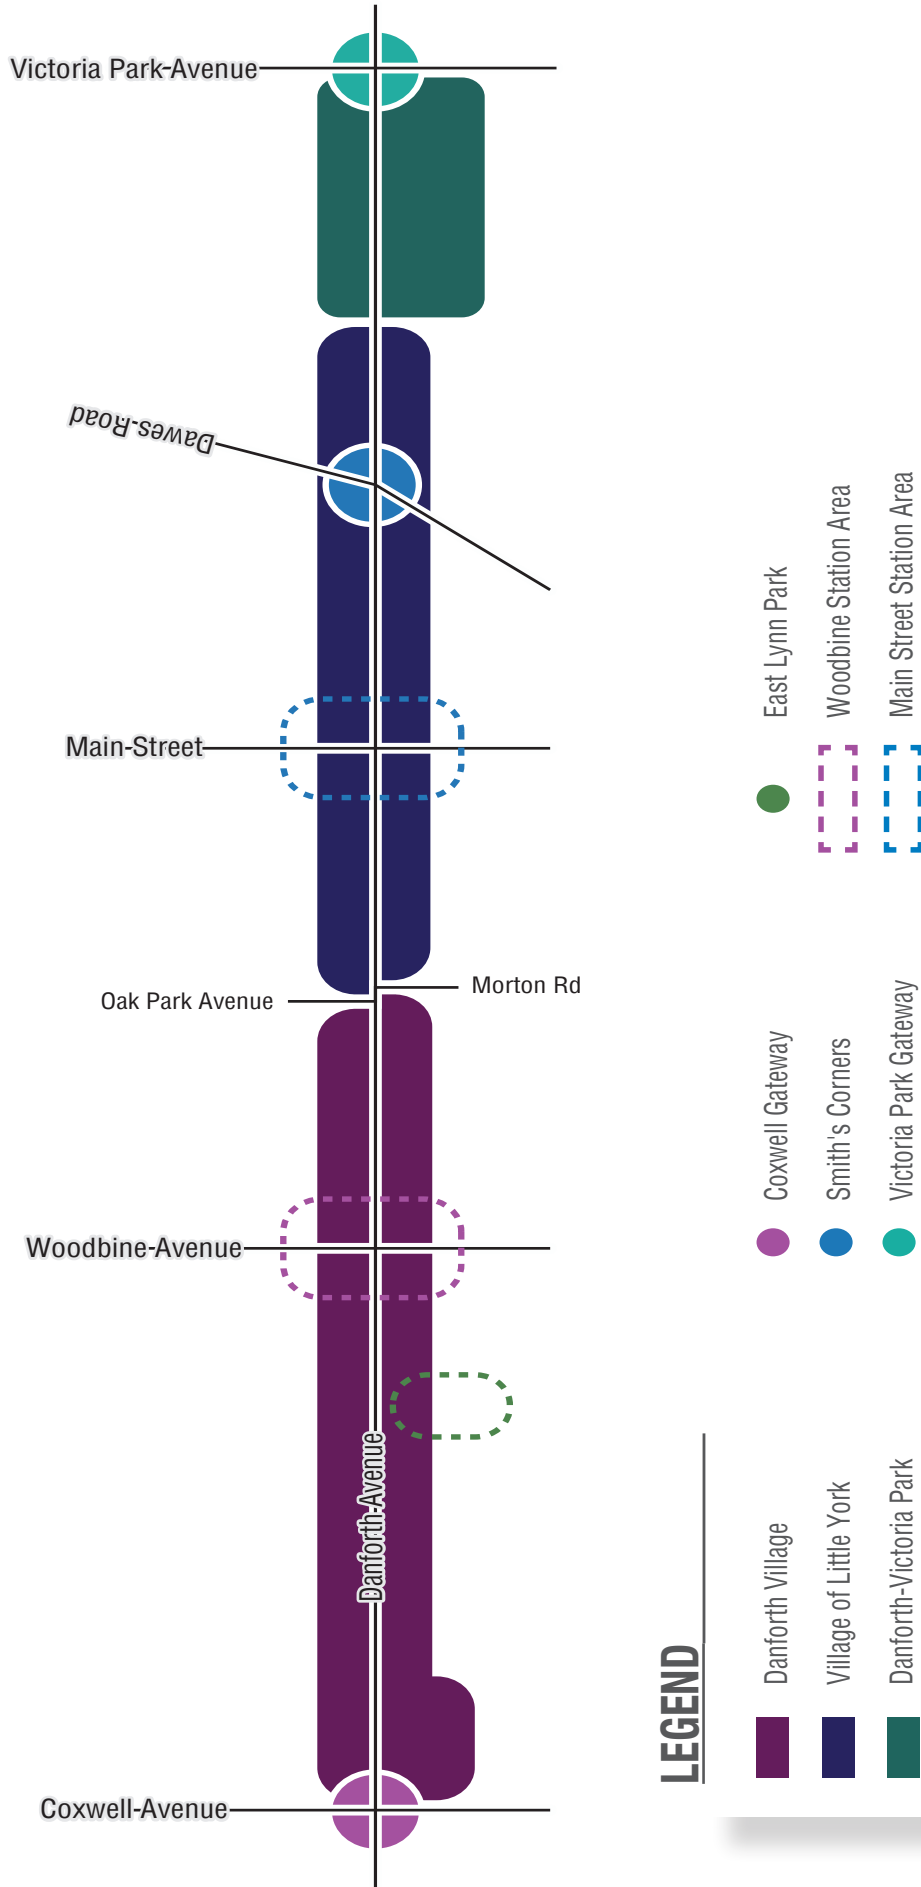 Victoria Park Avenue
Dawes Road
Main Street
Oak Park Avenue
Morton Rd
Woodbine Avenue
Danforth Avenue
Coxwell Avenue
LEGEND
Danforth Village
Village of Little York
Danforth-Victoria Park
Coxwell Gateway
Smith's Corners
Victoria Park Gateway
East Lynn Park
Woodbine Station Area
Main Street Station Area